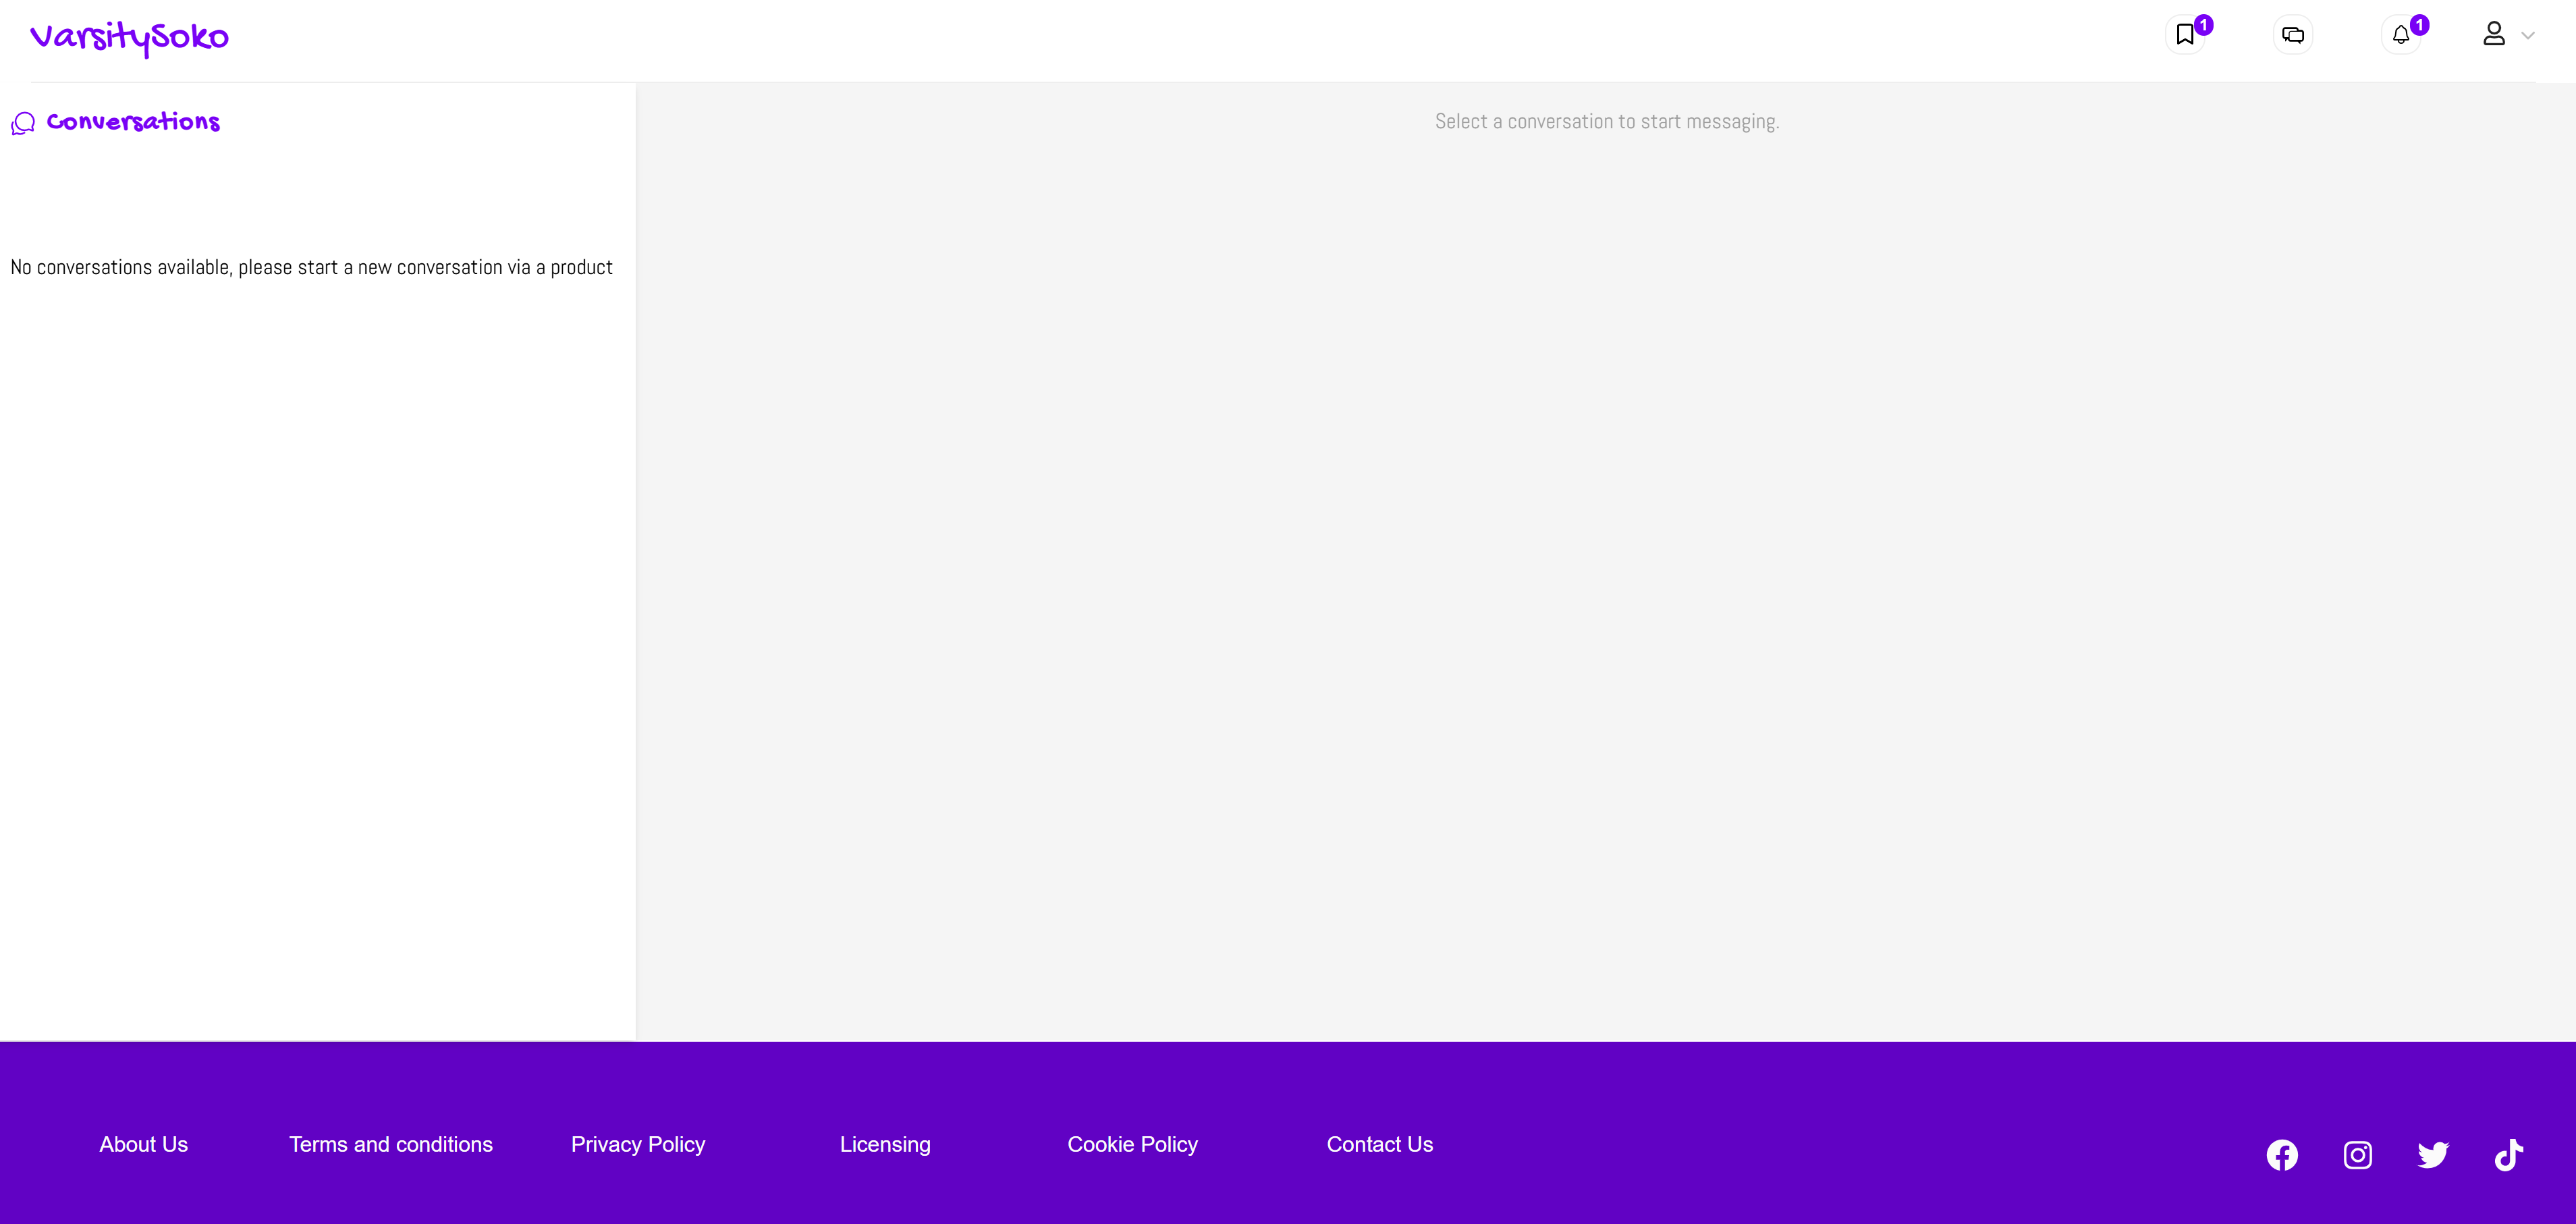 VarsitySoko
1
1
Conversations
Select a conversation to start messaging.
No conversations available, please start a new conversation via a product
About Us
Terms and conditions
Privacy Policy
Licensing
Cookie Policy
Contact Us